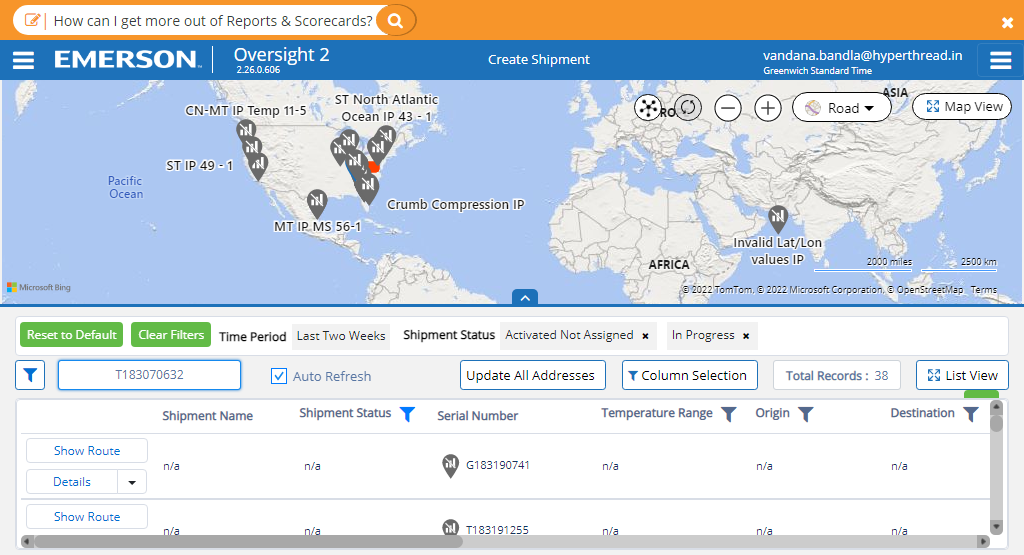 How can I get more out of Reports & Scorecards?
EMERSON
Oversight 2
2.26.0.606
Create Shipment
vandana.bandla@hyperthread.in
Greenwich Standard Time
CN-MT IP Temp 11-5
ST North Atlantic
Ocean IP 43 - 1
ASIA
Road
Map View
ST IP 49 - 1
Pacific
Ocean
Crumb Compression IP
MT IP MS 56-1
Invalid Lat/Lon
values IP
AFRICA
2000 miles
2500 km
Microsoft Bing
© 2022 TomTom, © 2022 Microsoft Corporation, © OpenStreetMap Terms
Reset to Default
Clear Filters
Time Period
Last Two Weeks
Shipment Status
Activated Not Assigned ×
In Progress ×
T183070632
Auto Refresh
Update All Addresses
Column Selection
Total Records : 38
List View
Shipment Name
Shipment Status
Serial Number
Temperature Range
Origin
Destination
Show Route
Details
n/a
n/a
G183190741
n/a
n/a
n/a
Show Route
n/a
n/a
T183191255
n/a
n/a
n/a